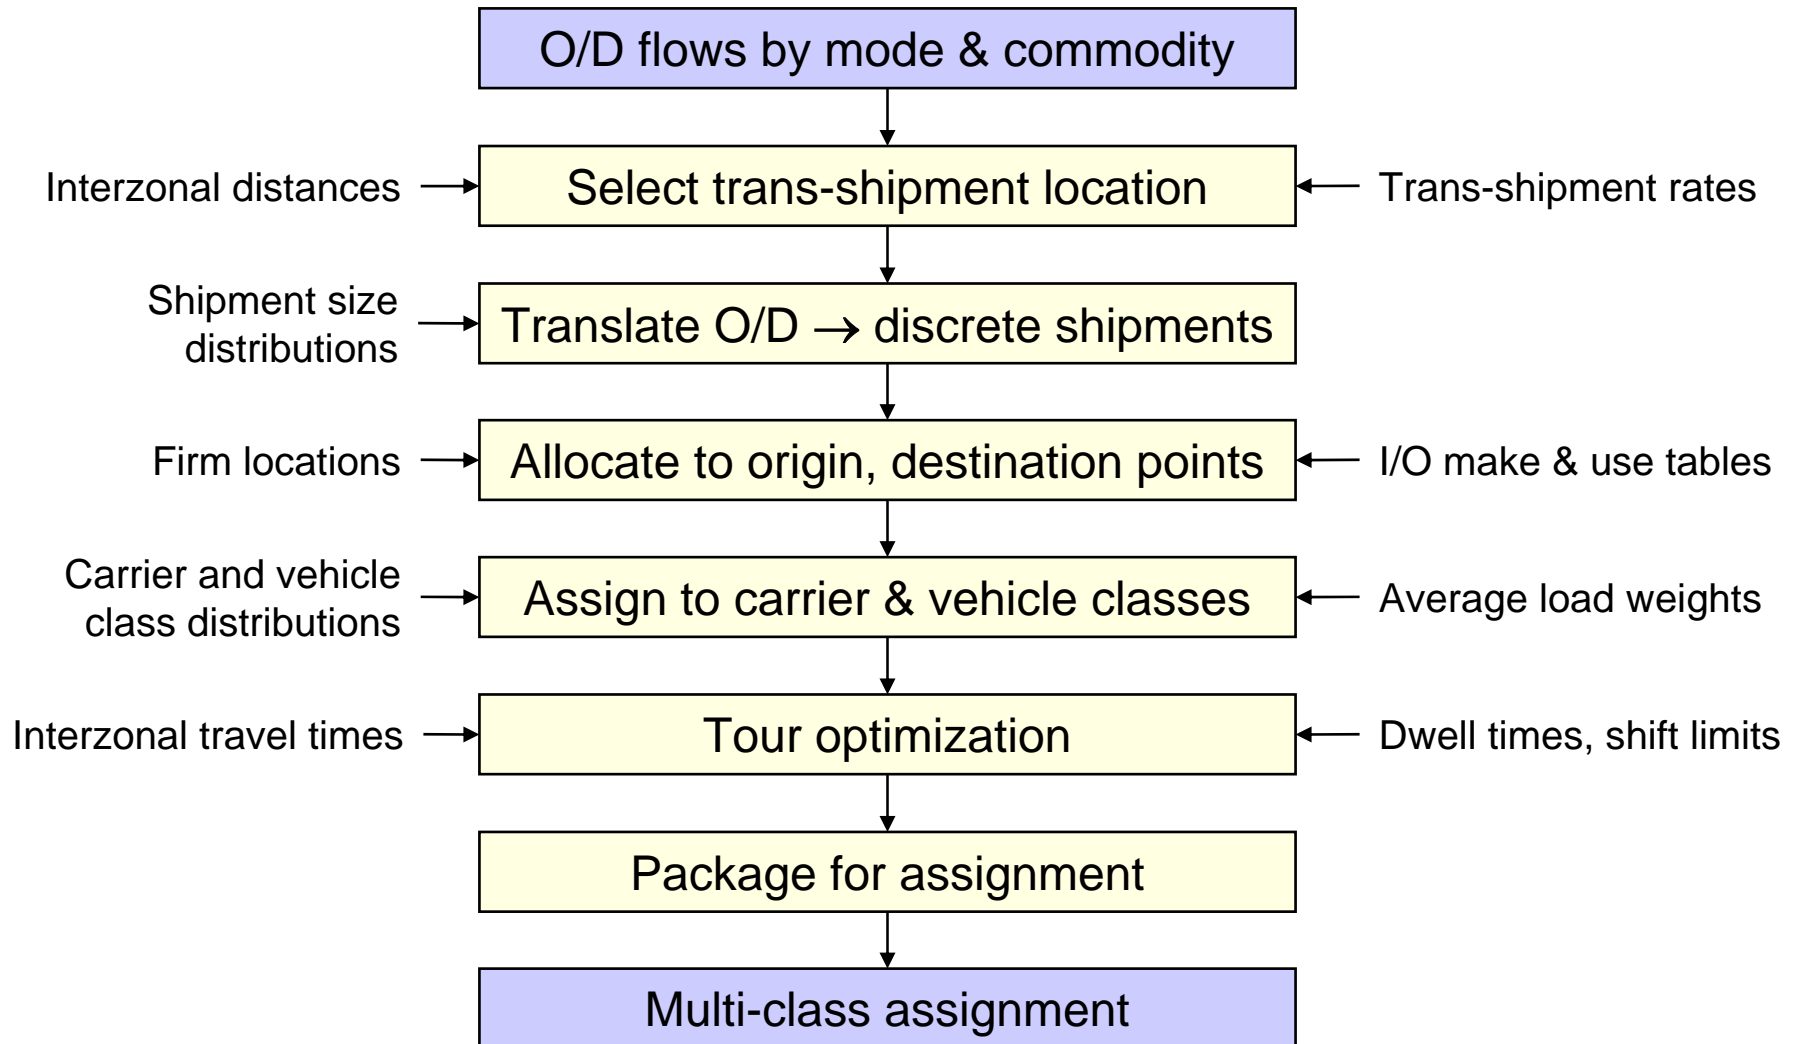 O/D flows by mode & commodity
Interzonal distances
Select trans-shipment location
Trans-shipment rates
Shipment size
distributions
Translate O/D → discrete shipments
Firm locations
Allocate to origin, destination points
I/O make & use tables
Carrier and vehicle
class distributions
Assign to carrier & vehicle classes
Average load weights
Interzonal travel times
Tour optimization
Dwell times, shift limits
Package for assignment
Multi-class assignment